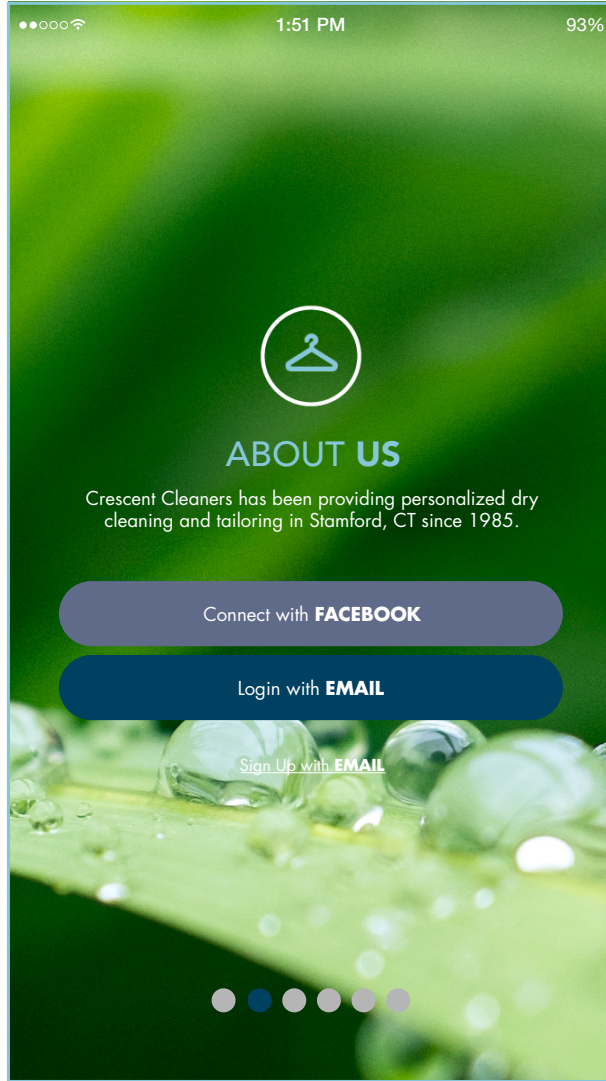 1:51 PM
93%
ABOUT US
Crescent Cleaners has been providing personalized dry
cleaning and tailoring in Stamford, CT since 1985.
Connect with FACEBOOK
Login with EMAIL
Sign Up with EMAIL